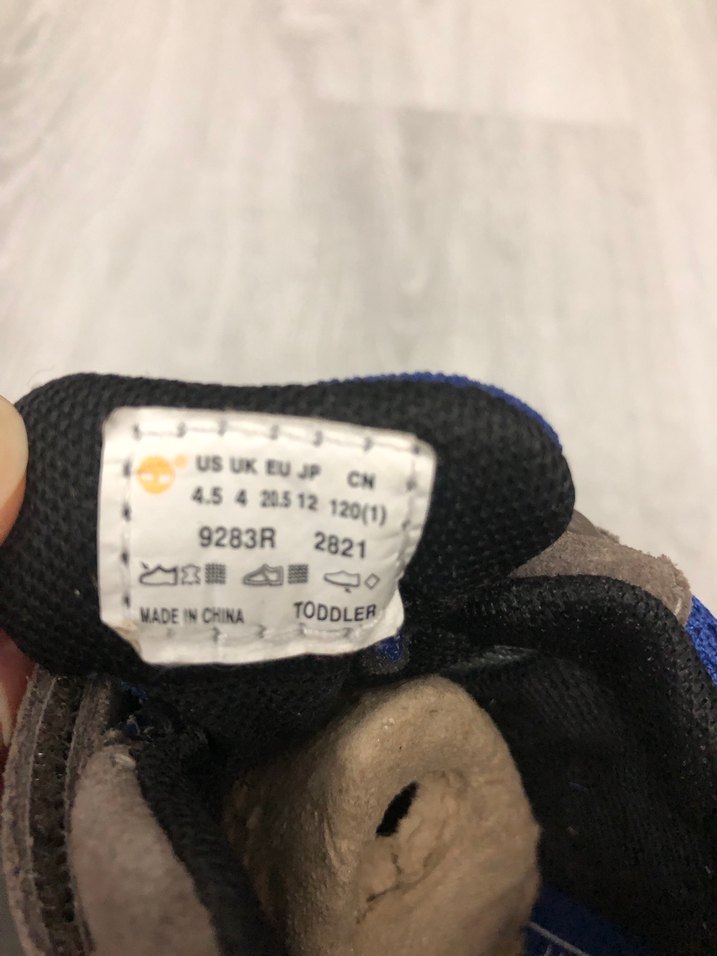 US UK EU JP CN
4.5 4 20.5 12 120(1)
9283R 2821
MADE IN CHINA TODDLER